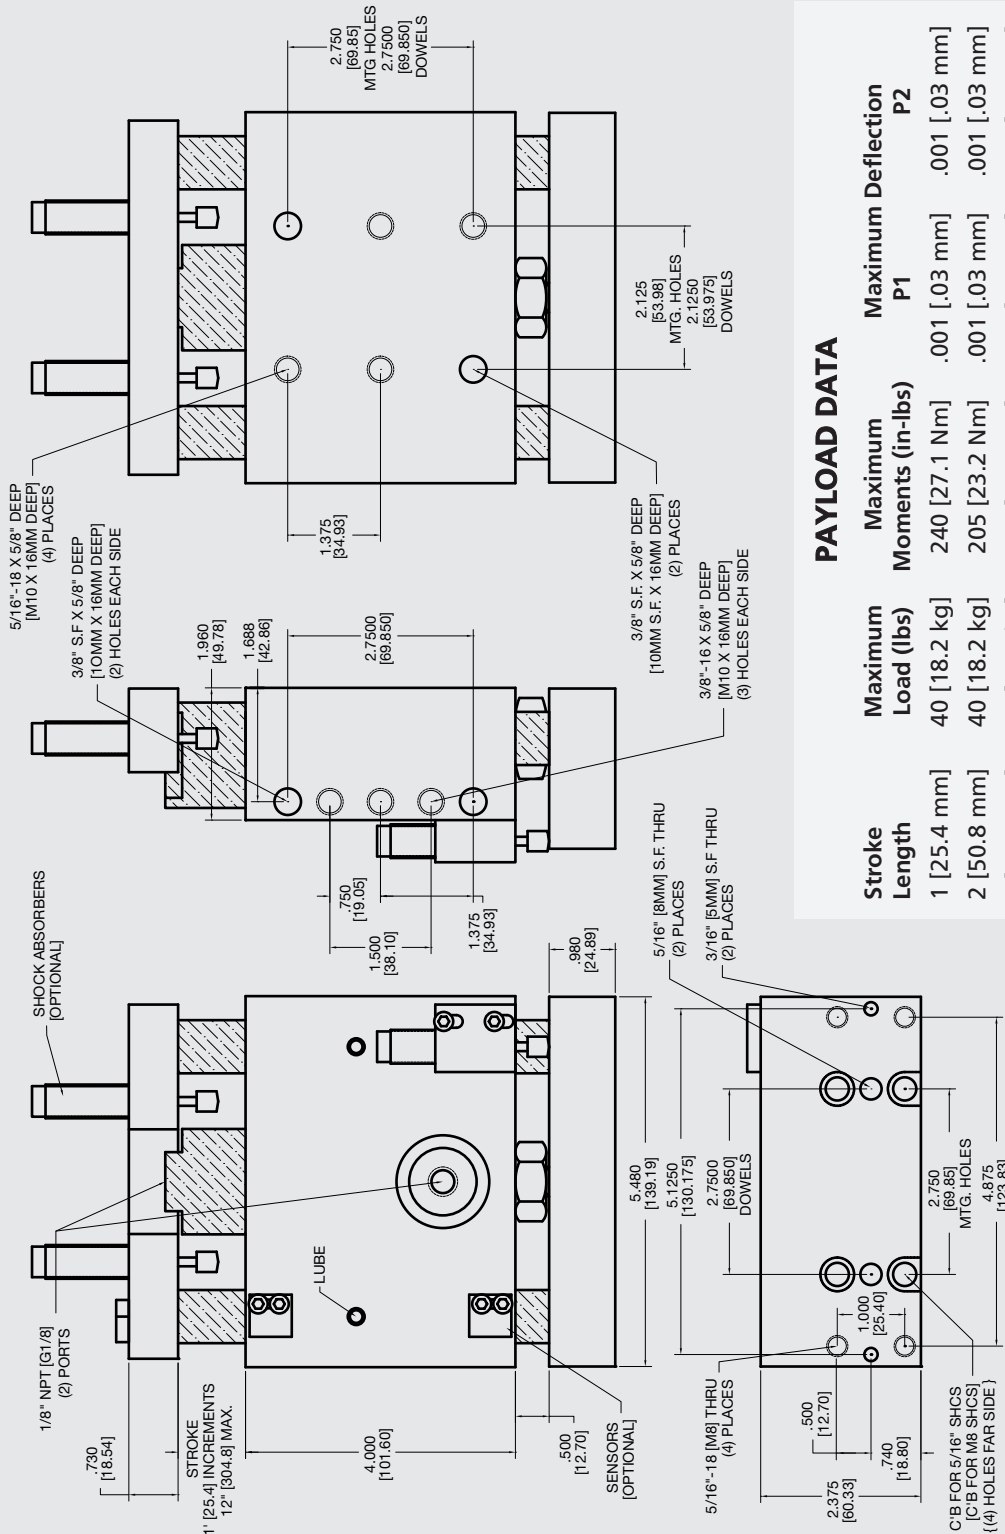 5/16"-18 X 5/8" DEEP
[M10 X 16MM DEEP]
(4) PLACES
2.750
[69.85]
MTG HOLES
2.7500
[69.850]
DOWELS
1.375
[34.93]
2.125
[53.98]
MTG. HOLES
2.1250
[53.975]
DOWELS
3/8" S.F. X 5/8" DEEP
[10MM S.F. X 16MM DEEP]
(2) PLACES
3/8" S.F X 5/8" DEEP
[1OMM X 16MM DEEP]
(2) HOLES EACH SIDE
1.960
[49.78]
1.688
[42.86]
2.7500
[69.850]
3/8"-16 X 5/8" DEEP
[M10 X 16MM DEEP]
(3) HOLES EACH SIDE
.750
[19.05]
1.500
[38.10]
1.375
[34.93]
SHOCK ABSORBERS
[OPTIONAL]
1/8" NPT [G1/8]
(2) PORTS
LUBE
.730
[18.54]
STROKE
1' [25.4] INCREMENTS
12" [304.8] MAX.
4.000
[101.60]
.500
[12.70]
SENSORS
[OPTIONAL]
.980
[24.89]
5.480
[139.19]
5.1250
[130.175]
2.7500
[69.850]
DOWELS
5/16" [8MM] S.F. THRU
(2) PLACES
3/16" [5MM] S.F THRU
(2) PLACES
5/16"-18 [M8] THRU
(4) PLACES
.500
[12.70]
1.000
[25.40]
2.375
[60.33]
.740
[18.80]
2.750
[69.85]
MTG. HOLES
4.875
[123.83]
C'B FOR 5/16" SHCS
[C'B FOR M8 SHCS]
{(4) HOLES FAR SIDE }
PAYLOAD DATA
Stroke Maximum Maximum Maximum Deflection
Length Load (lbs) Moments (in-lbs) P1 P2
1 [25.4 mm] 40 [18.2 kg] 240 [27.1 Nm] .001 [.03 mm] .001 [.03 mm]
2 [50.8 mm] 40 [18.2 kg] 205 [23.2 Nm] .001 [.03 mm] .001 [.03 mm]